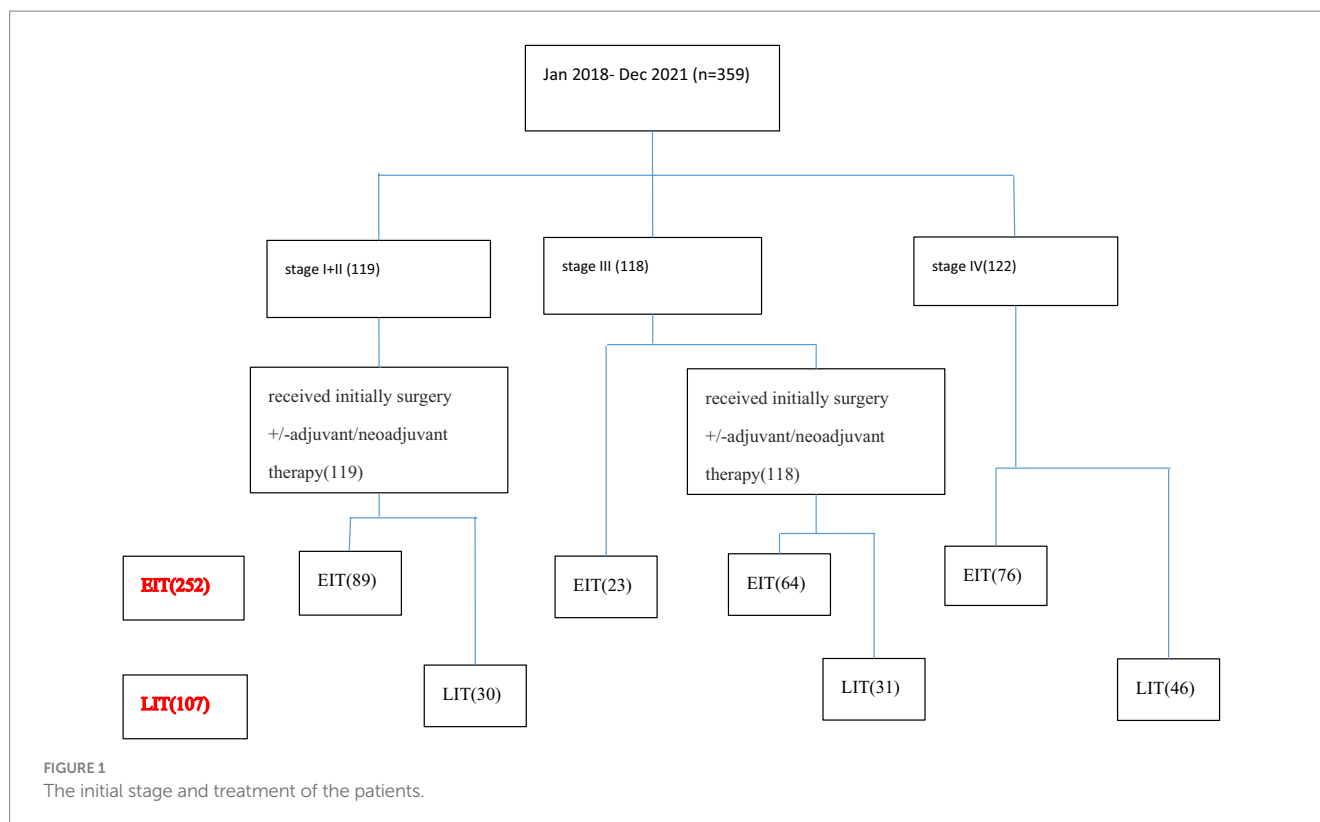 Jan 2018- Dec 2021 (n=359)
stage I+II (119)
stage III (118)
stage IV(122)
received initially surgery
+/-adjuvant/neoadjuvant
therapy(119)
received initially surgery
+/-adjuvant/neoadjuvant
therapy(118)
EIT(252)
EIT(89)
EIT(23)
EIT(64)
EIT(76)
LIT(107)
LIT(30)
LIT(31)
LIT(46)
FIGURE 1
The initial stage and treatment of the patients.